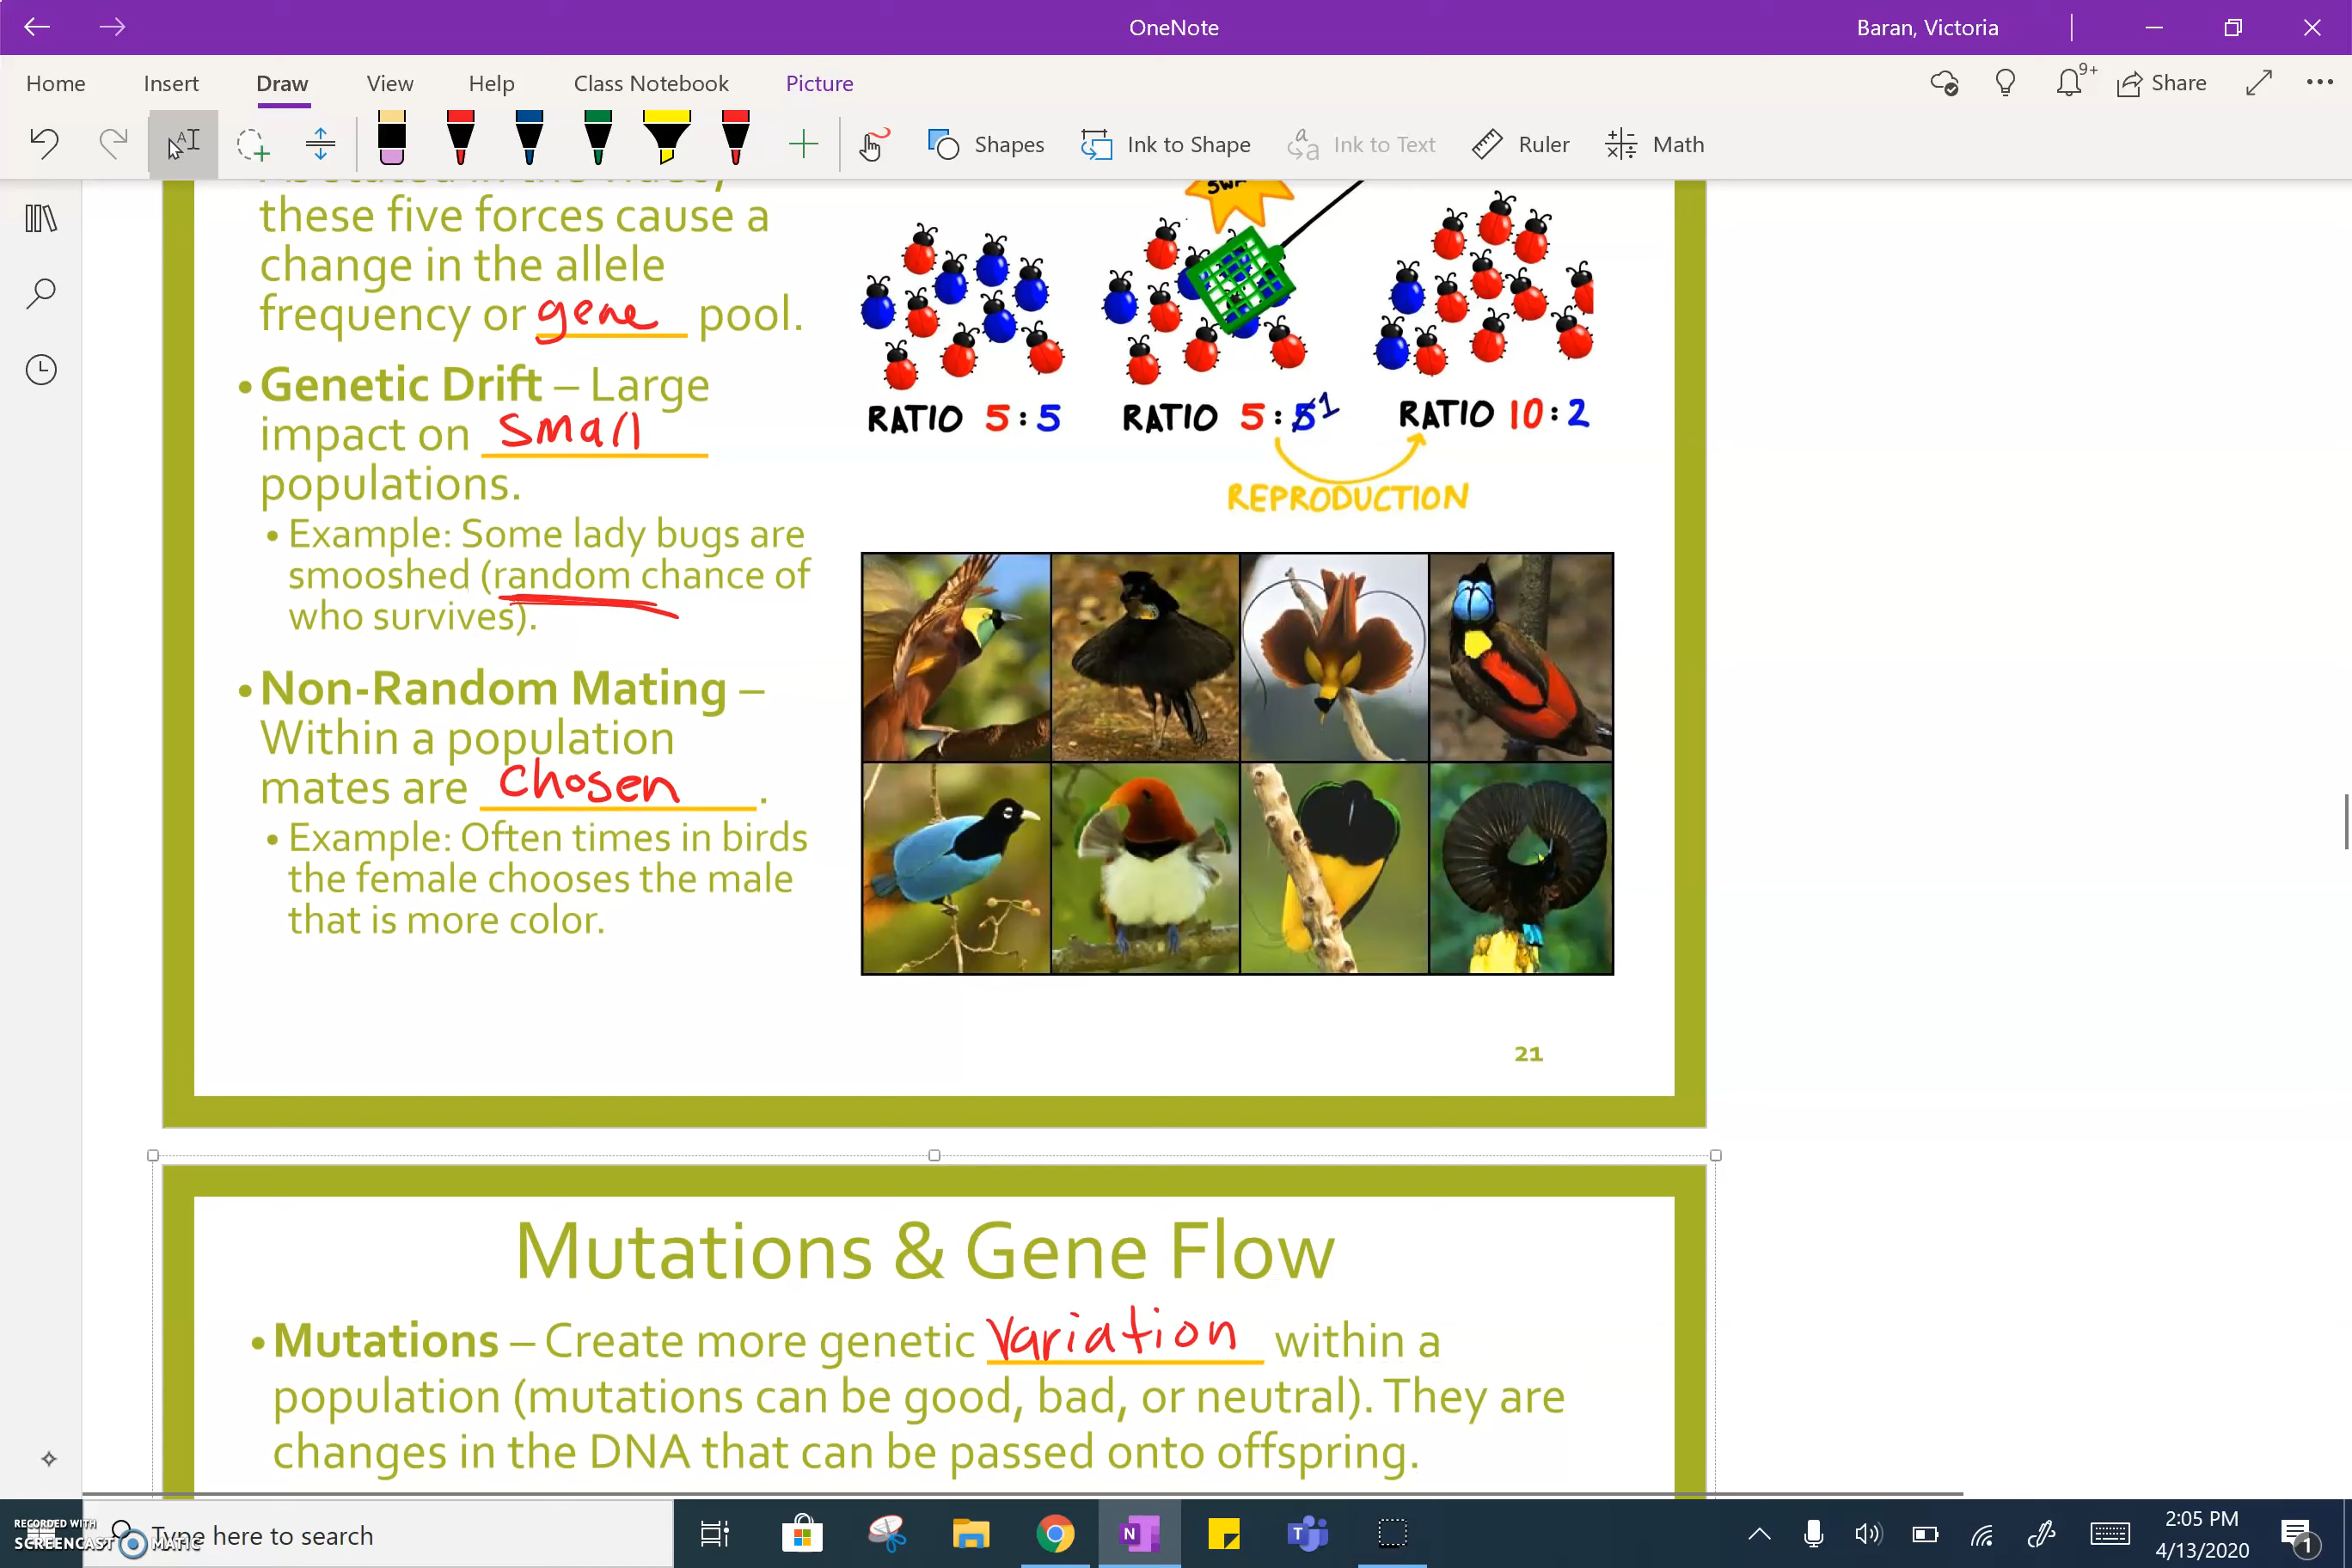 OneNote
Baran, Victoria
Home Insert Draw View Help Class Notebook Picture
9+
Share
Shapes Ink to Shape Ink to Text Ruler Math
these five forces cause a
change in the allele
frequency or gene pool.
• Genetic Drift – Large
impact on small
populations.
• Example: Some lady bugs are
smooshed (random chance of
who survives).
• Non-Random Mating –
Within a population
mates are chosen.
• Example: Often times in birds
the female chooses the male
that is more color.
RATIO 5:5
RATIO 5:5 1
RATIO 10:2
REPRODUCTION
21
Mutations & Gene Flow
• Mutations – Create more genetic Variation within a
population (mutations can be good, bad, or neutral). They are
changes in the DNA that can be passed onto offspring.
RECORDED WITH
SCREENCAST MATIC
Type here to search
2:05 PM
4/13/2020
1